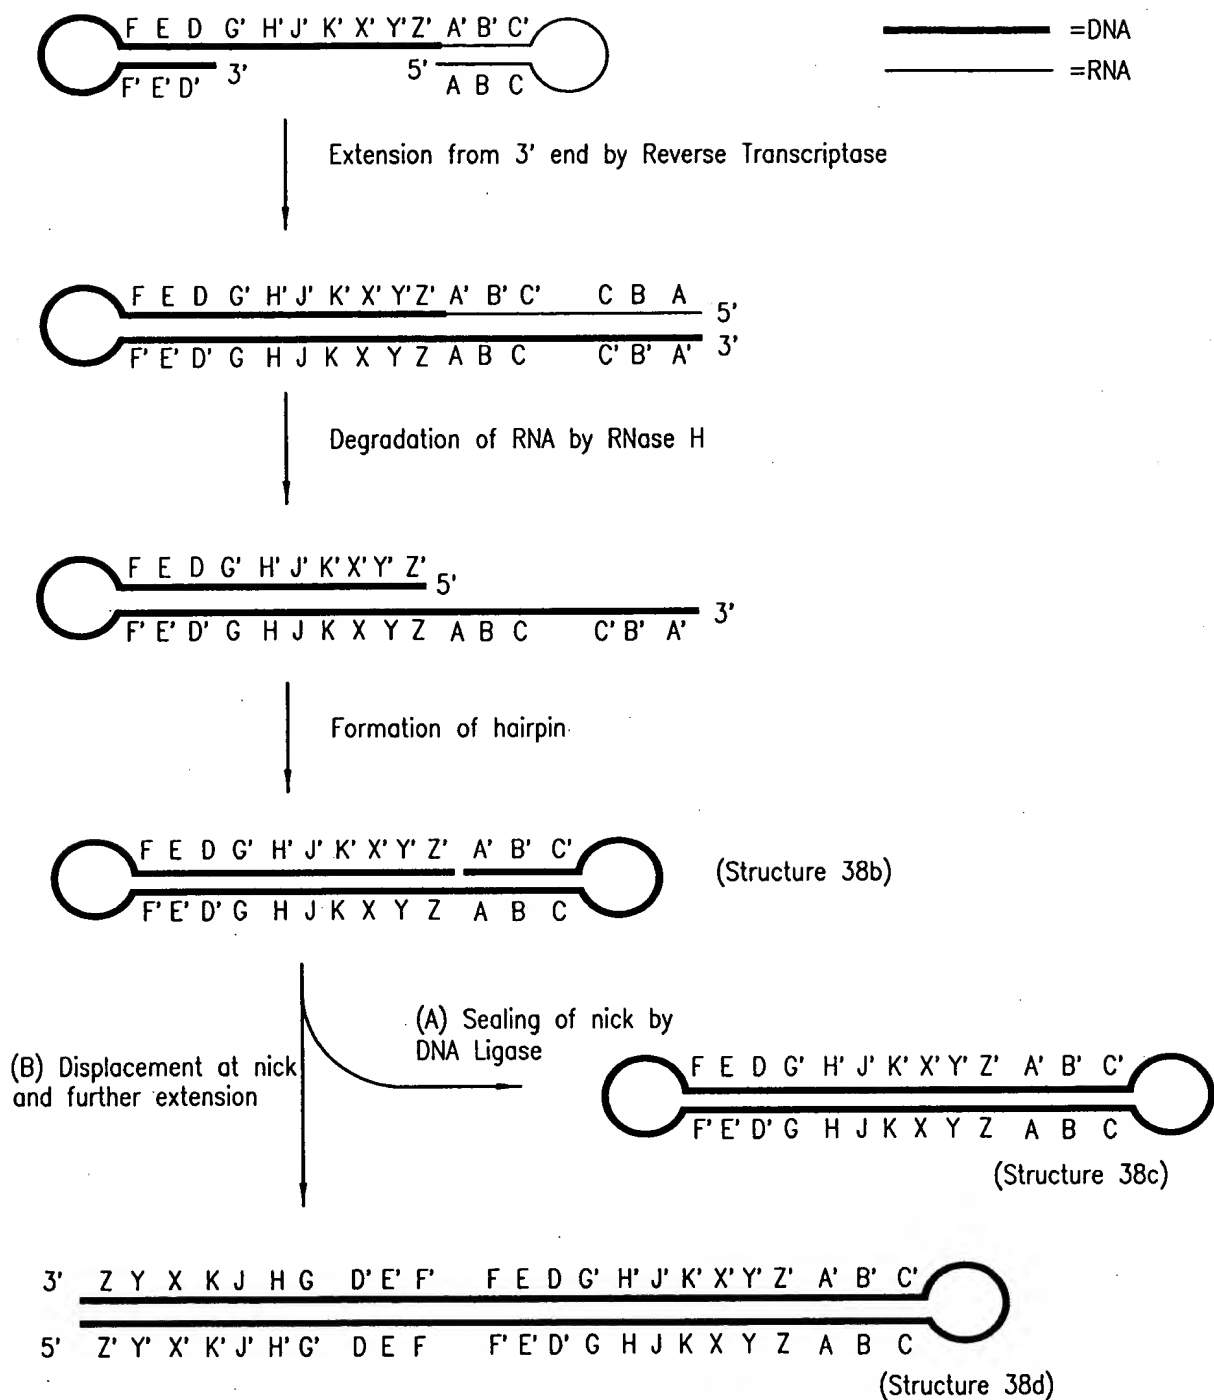 F E D G' H' J' K' X' Y' Z' A' B' C'
=DNA
=RNA
3' 5'
F' E' D' A B C
Extension from 3' end by Reverse Transcriptase
F E D G' H' J' K' X' Y' Z' A' B' C' C B A
5'
3'
F' E' D' G H J K X Y Z A B C C' B' A'
Degradation of RNA by RNase H
F E D G' H' J' K' X' Y' Z'
5'
3'
F' E' D' G H J K X Y Z A B C C' B' A'
Formation of hairpin
F E D G' H' J' K' X' Y' Z' A' B' C'
(Structure 38b)
F' E' D' G H J K X Y Z A B C
(A) Sealing of nick by
DNA Ligase
(B) Displacement at nick
and further extension
F E D G' H' J' K' X' Y' Z' A' B' C'
F' E' D' G H J K X Y Z A B C
(Structure 38c)
3' Z Y X K J H G D' E' F' F E D G' H' J' K' X' Y' Z' A' B' C'
5' Z' Y' X' K' J' H' G' D E F F' E' D' G H J K X Y Z A B C
(Structure 38d)